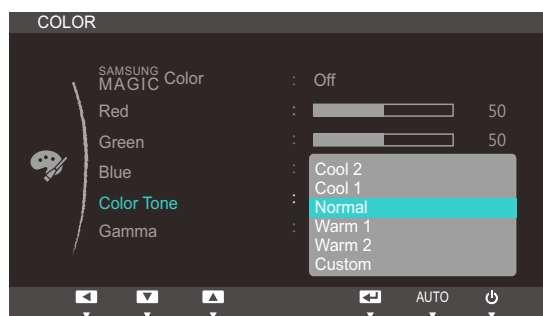 COLOR
SAMSUNG MAGIC Color : Off
Red : 50
Green : 50
Blue :
Color Tone :
Gamma :
Cool 2
Cool 1
Normal
Warm 1
Warm 2
Custom
AUTO